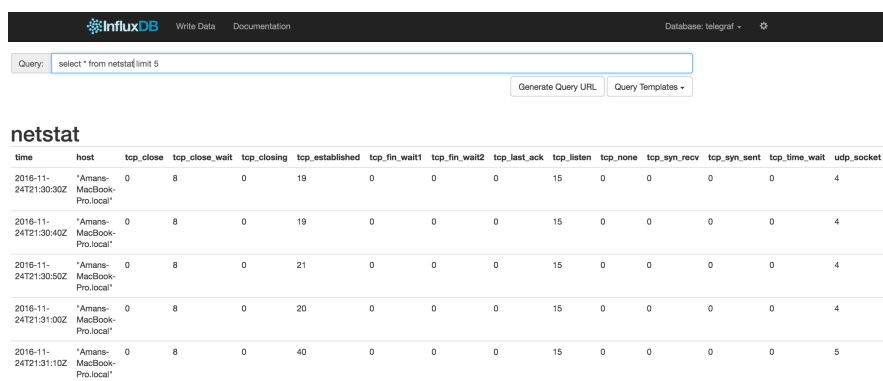 InfluxDB Write Data Documentation Database: telegraf
Query: select * from netstat limit 5
Generate Query URL Query Templates
netstat
time host tcp_close tcp_close_wait tcp_closing tcp_established tcp_fin_wait1 tcp_fin_wait2 tcp_last_ack tcp_listen tcp_none tcp_syn_recv tcp_syn_sent tcp_time_wait udp_socket
2016-11- "Amans- 0 8 0 19 0 0 0 15 0 0 0 0 4
24T21:30:30Z MacBook-
Pro.local"
2016-11- "Amans- 0 8 0 19 0 0 0 15 0 0 0 0 4
24T21:30:40Z MacBook-
Pro.local"
2016-11- "Amans- 0 8 0 21 0 0 0 15 0 0 0 0 4
24T21:30:50Z MacBook-
Pro.local"
2016-11- "Amans- 0 8 0 20 0 0 0 15 0 0 0 0 4
24T21:31:00Z MacBook-
Pro.local"
2016-11- "Amans- 0 8 0 40 0 0 0 15 0 0 0 0 5
24T21:31:10Z MacBook-
Pro.local"